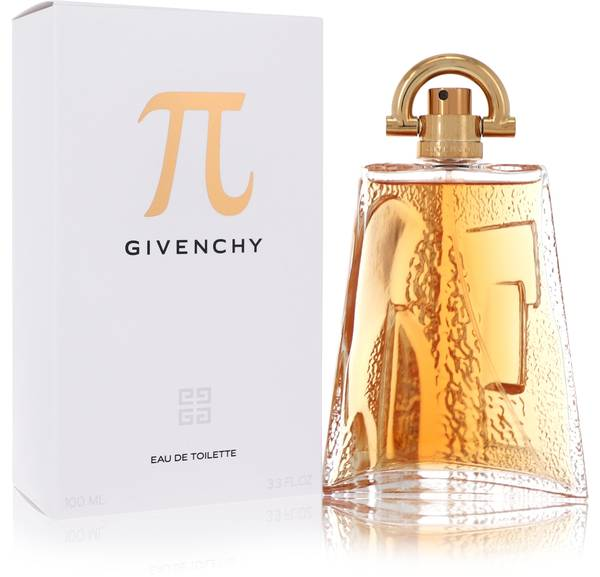 π
GIVENCHY
EAU DE TOILETTE
100 ML 3.3 FL.OZ